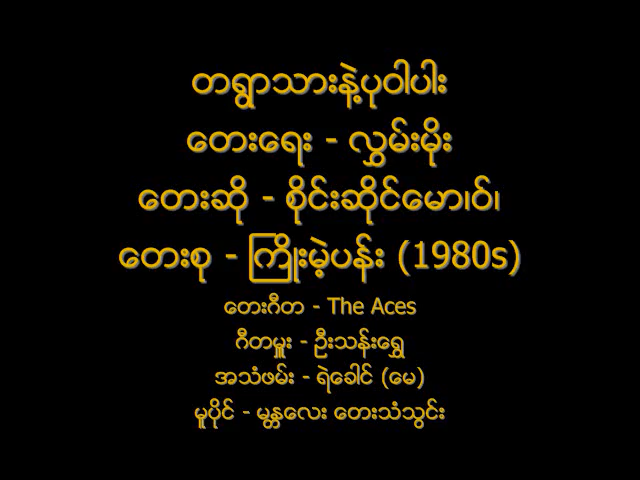 တရွာသားနဲ့ပုဝါပါး
တေးရေး - လွှမ်းမိုး
တေးဆို - စိုင်းဆိုင်မော၊ဝ်၊
တေးစု - ကြိုးမဲ့ပန်း (1980s)
တေးဂီတ - The Aces
ဂီတမှူး - ဦးသန်းရွှေ
အသံဖမ်း - ရဲခေါင် (မေ)
မူပိုင် - မန္တလေး တေးသံသွင်း